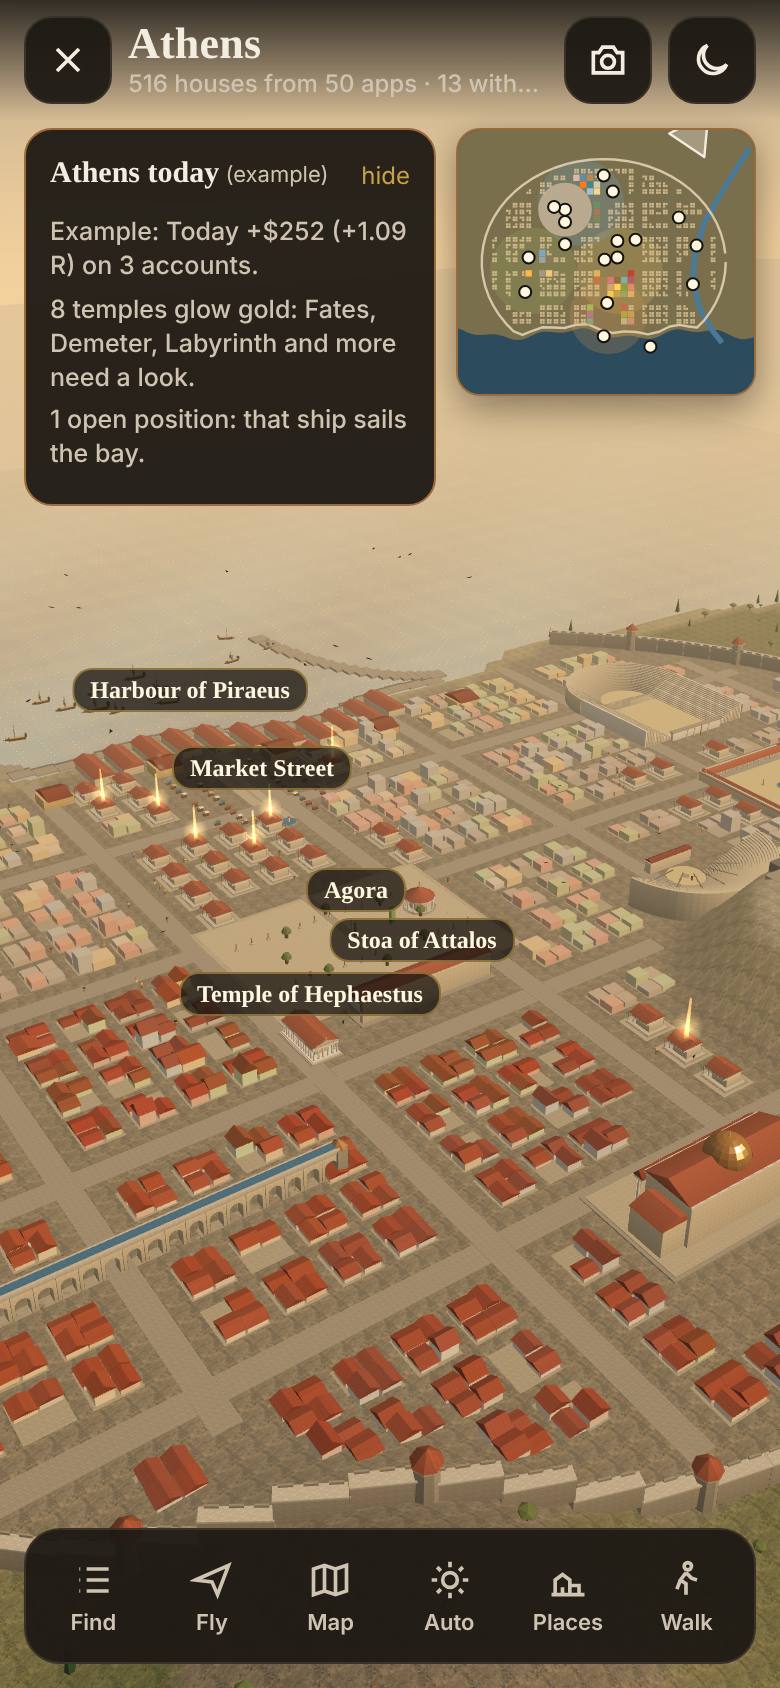 Athens
516 houses from 50 apps · 13 with...
Athens today (example) hide
Example: Today +$252 (+1.09
R) on 3 accounts.
8 temples glow gold: Fates,
Demeter, Labyrinth and more
need a look.
1 open position: that ship sails
the bay.
Harbour of Piraeus
Market Street
Agora
Stoa of Attalos
Temple of Hephaestus
Find
Fly
Map
Auto
Places
Walk